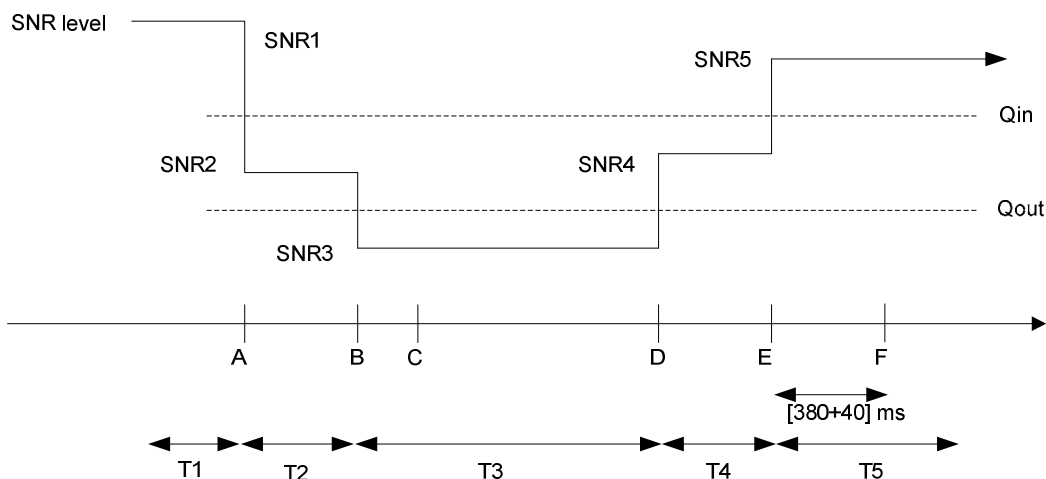 SNR level
SNR1
SNR5
Qin
SNR2
SNR4
Qout
SNR3
A
B
C
D
E
F
[380+40] ms
T1
T2
T3
T4
T5